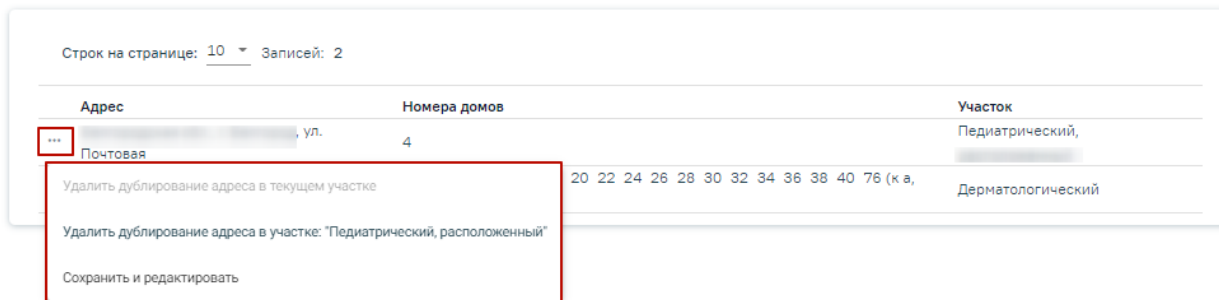 Строк на странице: 10 Записей: 2
Адрес Номера домов Участок
, ул. Педиатрический,
Почтовая 4
20 22 24 26 28 30 32 34 36 38 40 76 (к а, Дерматологический
Удалить дублирование адреса в текущем участке
Удалить дублирование адреса в участке: "Педиатрический, расположенный"
Сохранить и редактировать